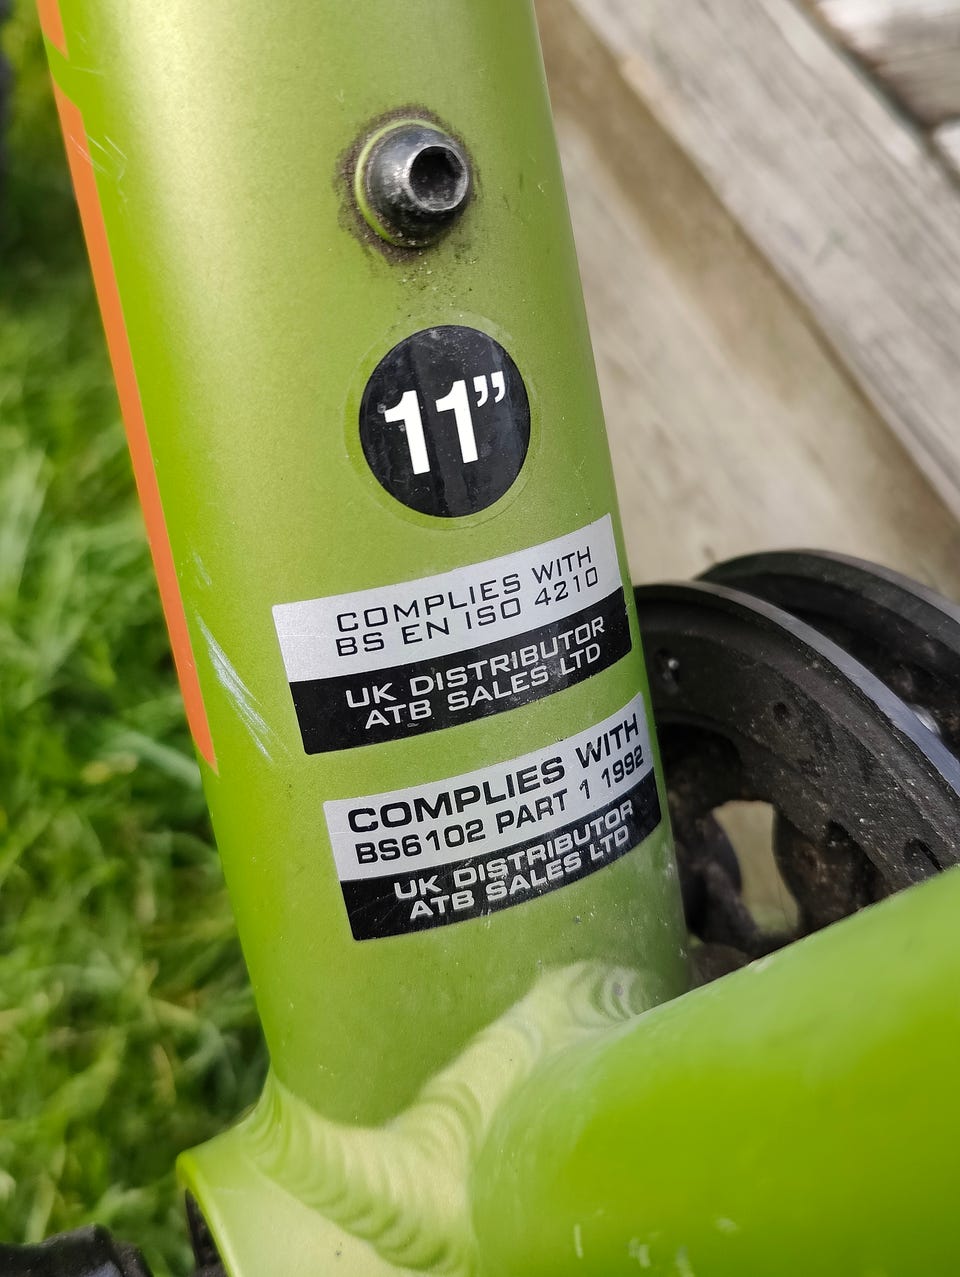 11”
COMPLIES WITH
BS EN ISO 4210
UK DISTRIBUTOR
ATB SALES LTD
COMPLIES WITH
BS6102 PART 1 1992
UK DISTRIBUTOR
ATB SALES LTD